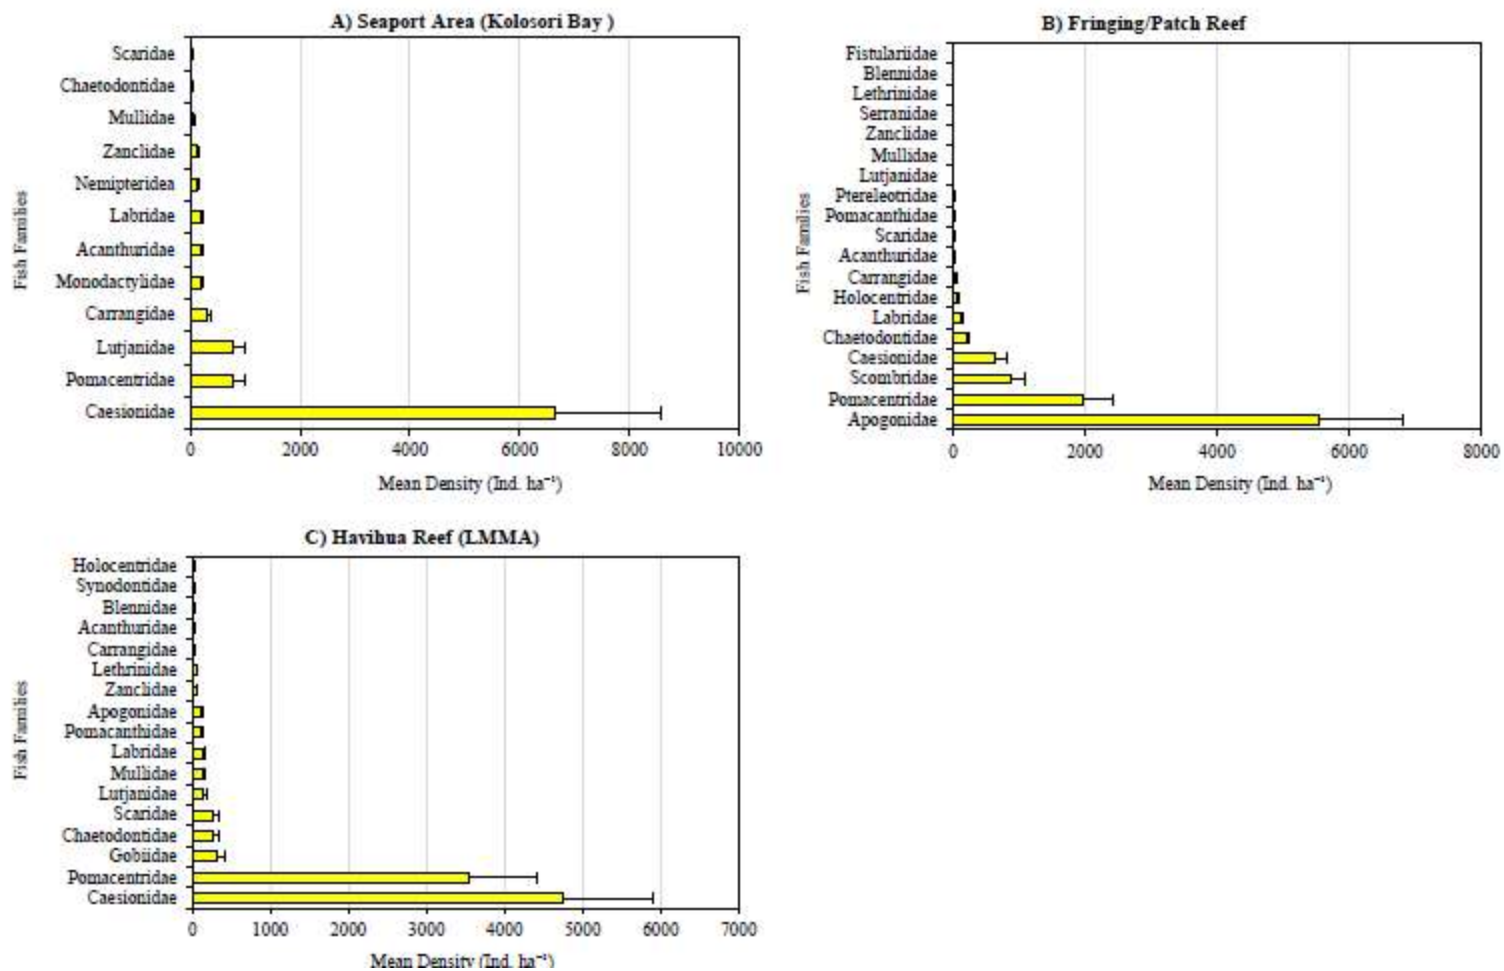 A) Seaport Area (Kolosori Bay )
Fish Families
Scaridae
Chaetodontidae
Mullidae
Zanclidae
Nemipteridea
Labridae
Acanthuridae
Monodactylidae
Carrangidae
Lutjanidae
Pomacentridae
Caesionidae
0 2000 4000 6000 8000 10000
Mean Density (Ind. ha⁻¹)
B) Fringing/Patch Reef
Fish Families
Fistulariidae
Blennidae
Lethrinidae
Serranidae
Zanclidae
Mullidae
Lutjanidae
Ptereleotridae
Pomacanthidae
Scaridae
Acanthuridae
Carrangidae
Holocentridae
Labridae
Chaetodontidae
Caesionidae
Scombridae
Pomacentridae
Apogonidae
0 2000 4000 6000 8000
Mean Density (Ind. ha⁻¹)
C) Havihua Reef (LMMA)
Fish Families
Holocentridae
Synodontidae
Blennidae
Acanthuridae
Carrangidae
Lethrinidae
Zanclidae
Apogonidae
Pomacanthidae
Labridae
Mullidae
Lutjanidae
Scaridae
Chaetodontidae
Gobiidae
Pomacentridae
Caesionidae
0 1000 2000 3000 4000 5000 6000 7000
Mean Density (Ind. ha⁻¹)